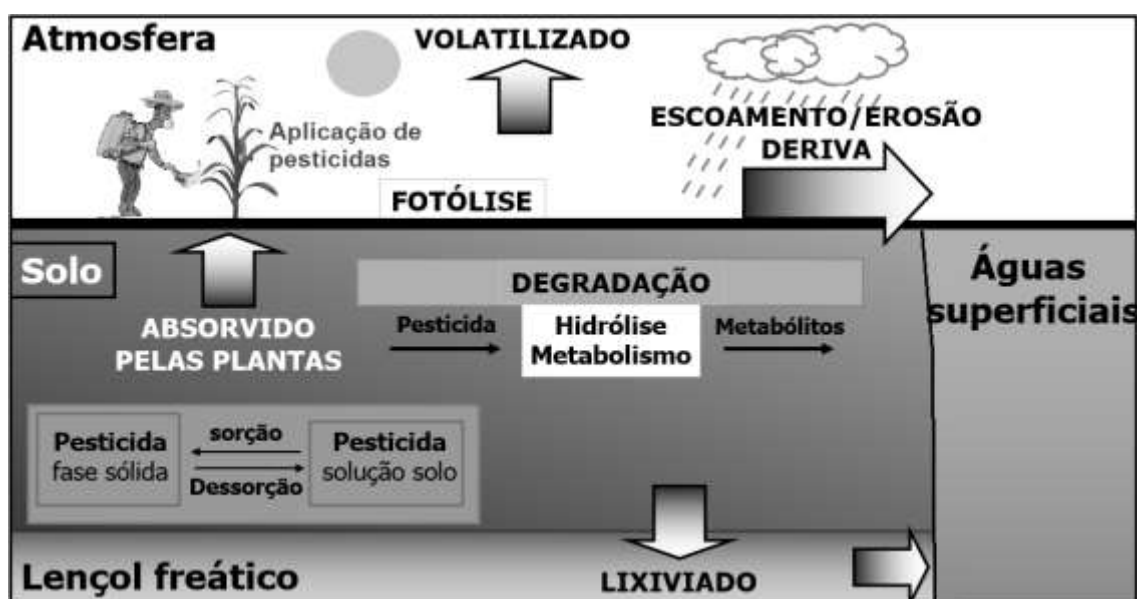 Atmosfera
VOLATILIZADO
ESCOAMENTO/EROSÃO
DERIVA
Aplicação de
pesticidas
FOTÓLISE
Solo
ABSORVIDO
PELAS PLANTAS
DEGRADAÇÃO
Pesticida
Hidrólise
Metabolismo
Metabólitos
Águas
superficiais
Pesticida
fase sólida
sorção
Dessorção
Pesticida
solução solo
Lençol freático
LIXIVIADO